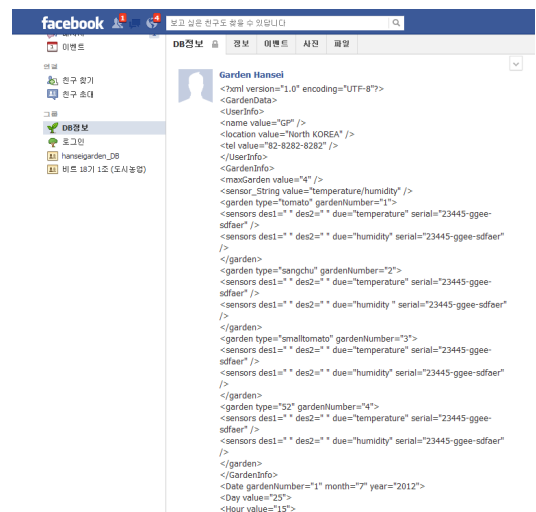 facebook 1 4 보고 싶은 친구도 찾을 수 있답니다
이벤트
연결
친구 찾기
친구 초대
그룹
DB정보
로그인
hanseigarden_DB
비트 18기 1조 (도시농업)
DB정보 정보 이벤트 사진 파일
Garden Hansei
<?xml version="1.0" encoding="UTF-8"?>
<GardenData>
<UserInfo>
<name value="GP" />
<location value="North KOREA" />
<tel value="82-8282-8282" />
</UserInfo>
<GardenInfo>
<maxGarden value="4" />
<sensor_String value="temperature/humidity" />
<garden type="tomato" gardenNumber="1">
<sensors des1=" " des2=" " due="temperature" serial="23445-ggee-
sdfaer" />
<sensors des1=" " des2=" " due="humidity" serial="23445-ggee-sdfaer"
/>
</garden>
<garden type="sangchu" gardenNumber="2">
<sensors des1=" " des2=" " due="temperature" serial="23445-ggee-
sdfaer" />
<sensors des1=" " des2=" " due="humidity " serial="23445-ggee-sdfaer"
/>
</garden>
<garden type="smalltomato" gardenNumber="3">
<sensors des1=" " des2=" " due="temperature" serial="23445-ggee-
sdfaer" />
<sensors des1=" " des2=" " due="humidity" serial="23445-ggee-sdfaer"
/>
</garden>
<garden type="52" gardenNumber="4">
<sensors des1=" " des2=" " due="temperature" serial="23445-ggee-
sdfaer" />
<sensors des1=" " des2=" " due="humidity" serial="23445-ggee-sdfaer"
/>
</garden>
</GardenInfo>
<Date gardenNumber="1" month="7" year="2012">
<Day value="25">
<Hour value="15">